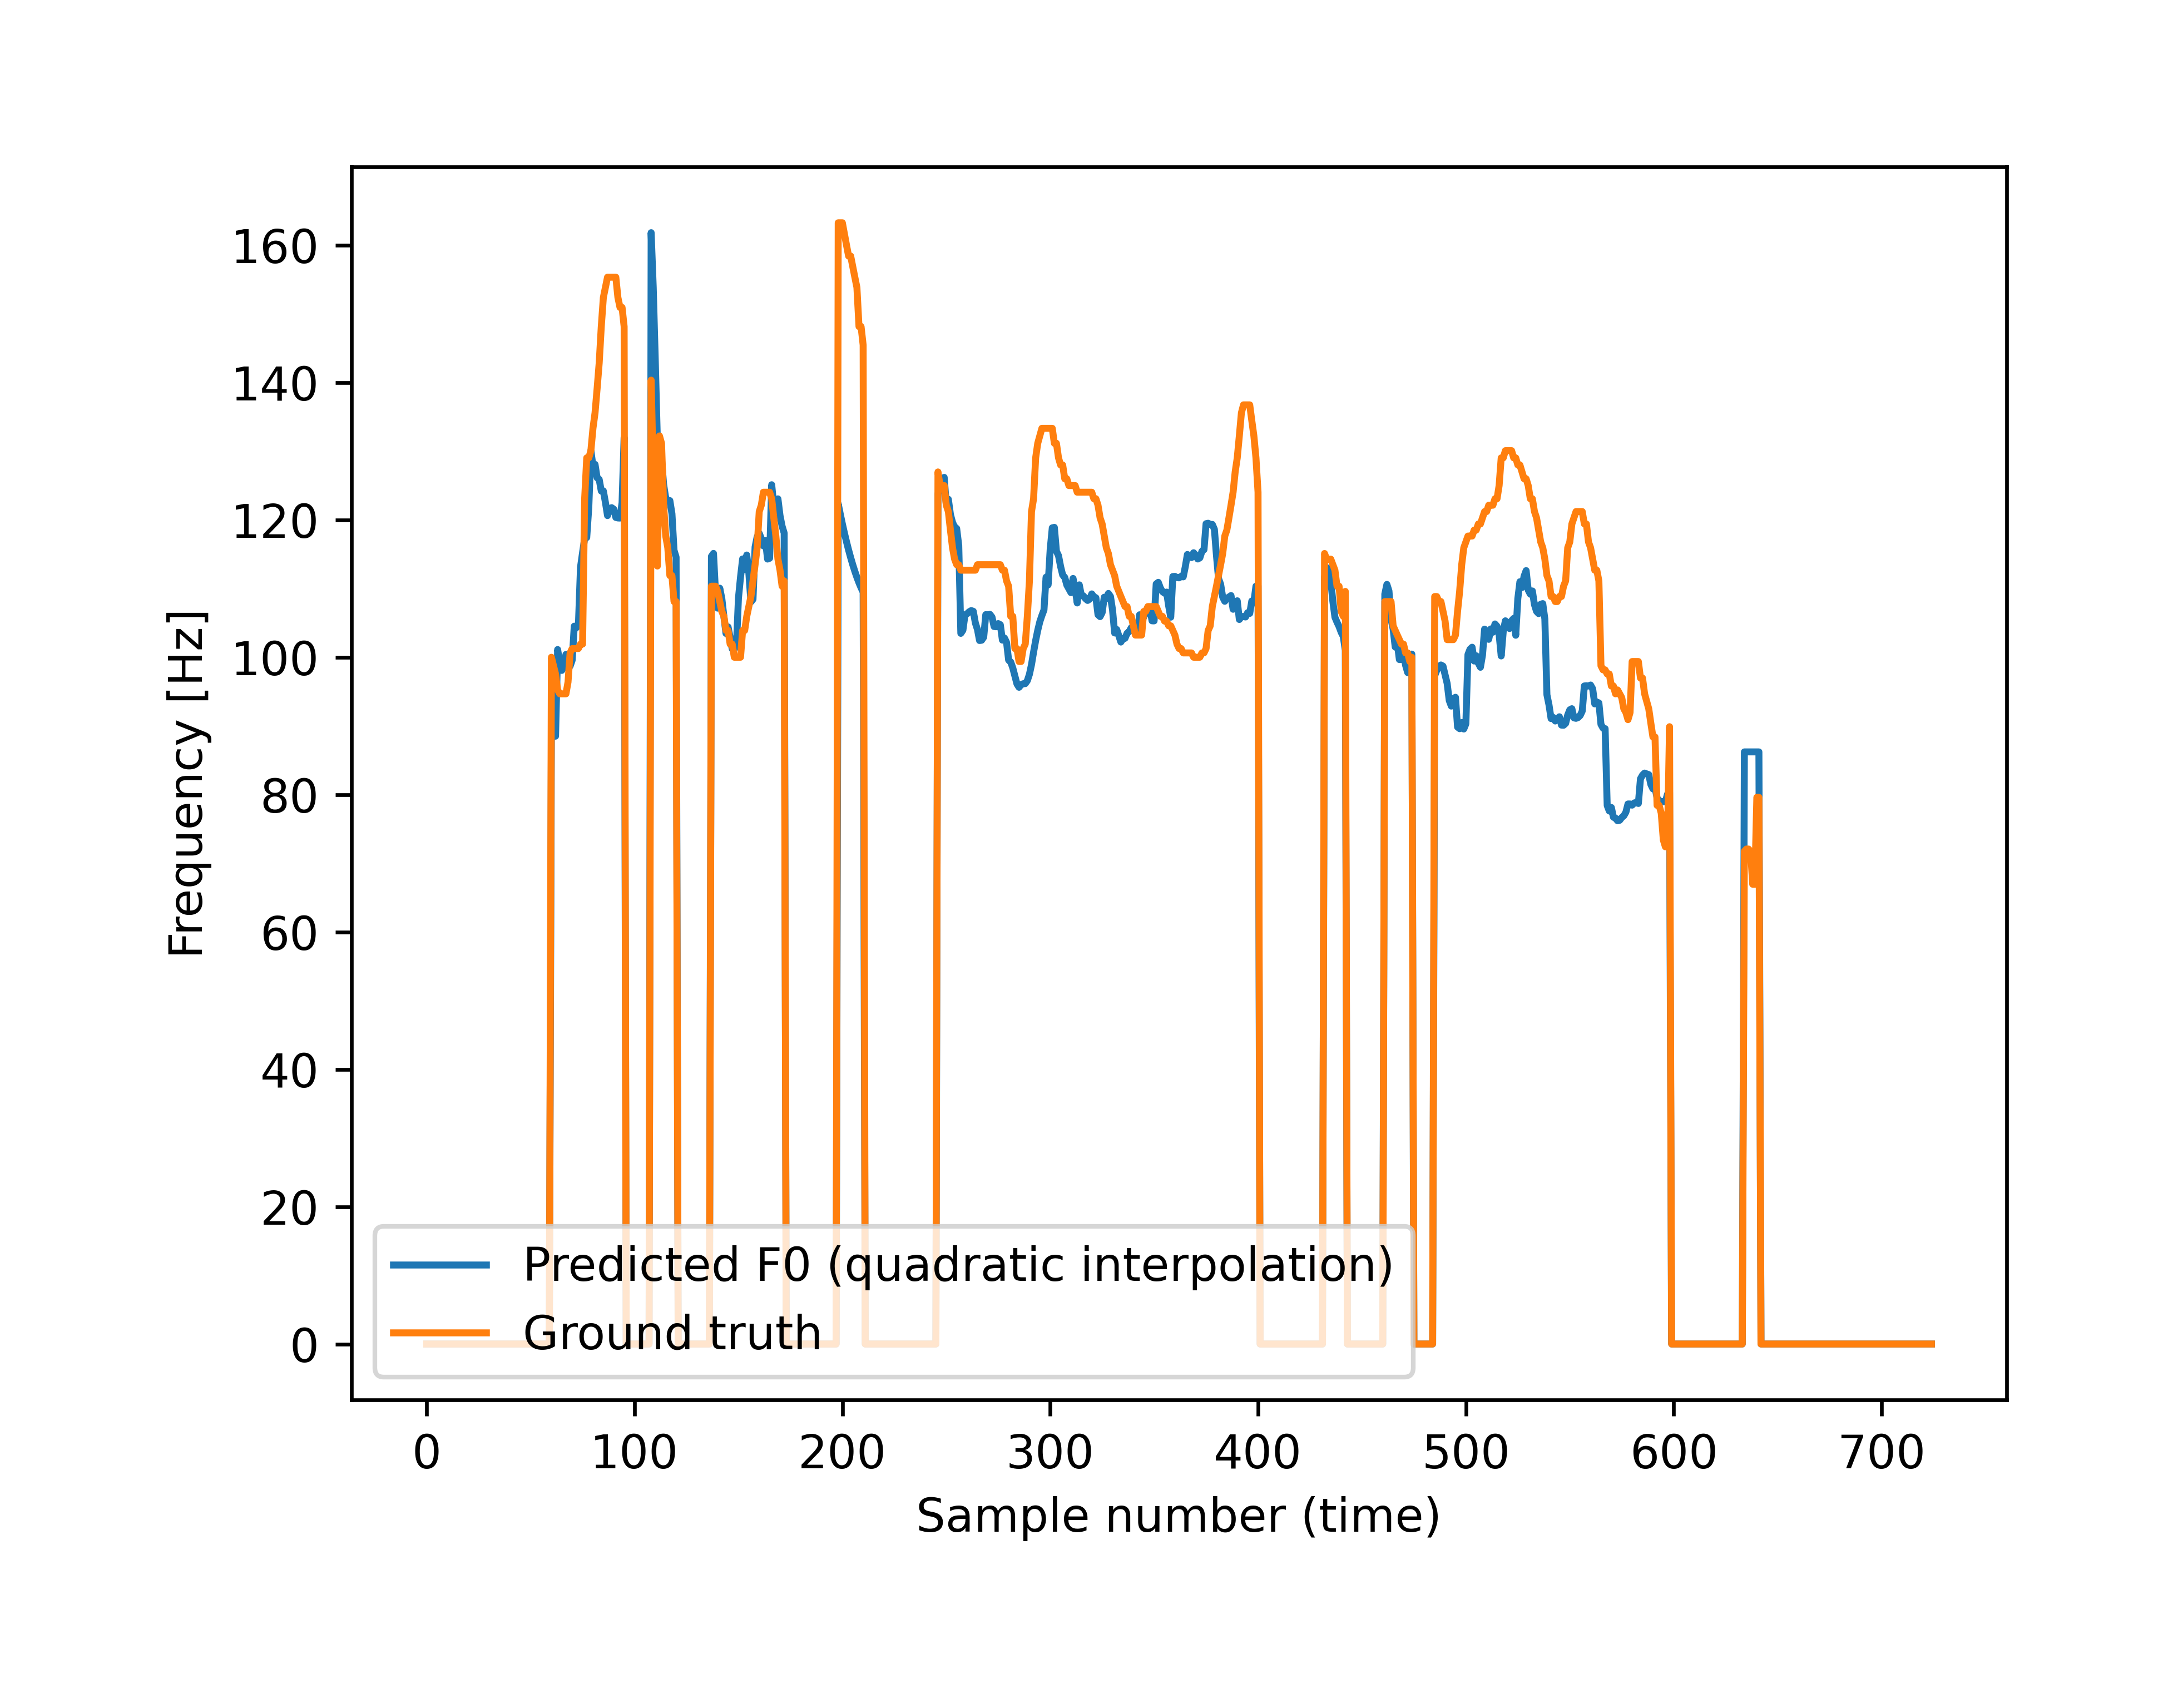 160
140
120
100
80
60
40
20
0
Frequency [Hz]
Predicted F0 (quadratic interpolation)
Ground truth
0 100 200 300 400 500 600 700
Sample number (time)